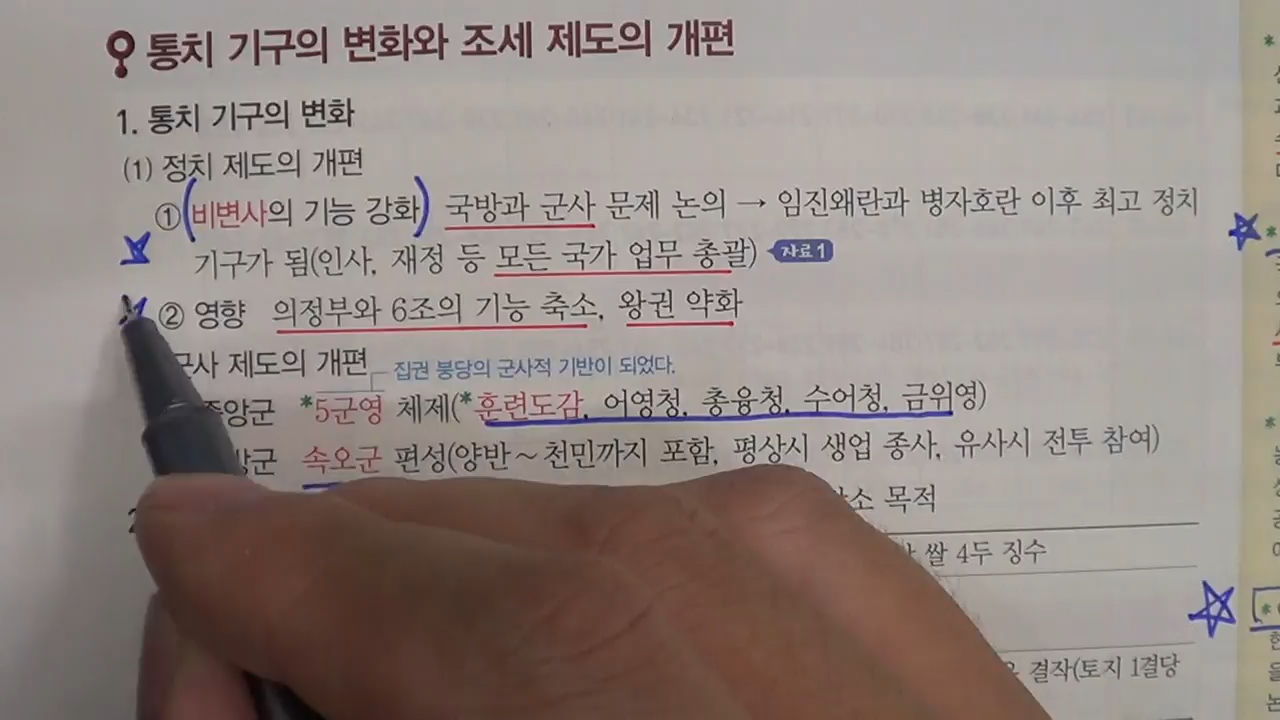 통치 기구의 변화와 조세 제도의 개편
1. 통치 기구의 변화
(1) 정치 제도의 개편
① 비변사의 기능 강화 국방과 군사 문제 논의 → 임진왜란과 병자호란 이후 최고 정치
기구가 됨(인사, 재정 등 모든 국가 업무 총괄) 자료1
② 영향 의정부와 6조의 기능 축소, 왕권 약화
제도의 개편 집권 붕당의 군사적 기반이 되었다.
*5군영 체제(*훈련도감, 어영청, 총융청, 수어청, 금위영)
속오군 편성(양반~천민까지 포함, 평상시 생업 종사, 유사시 전투 참여)
목적
쌀 4두 징수
결작(토지 1결당